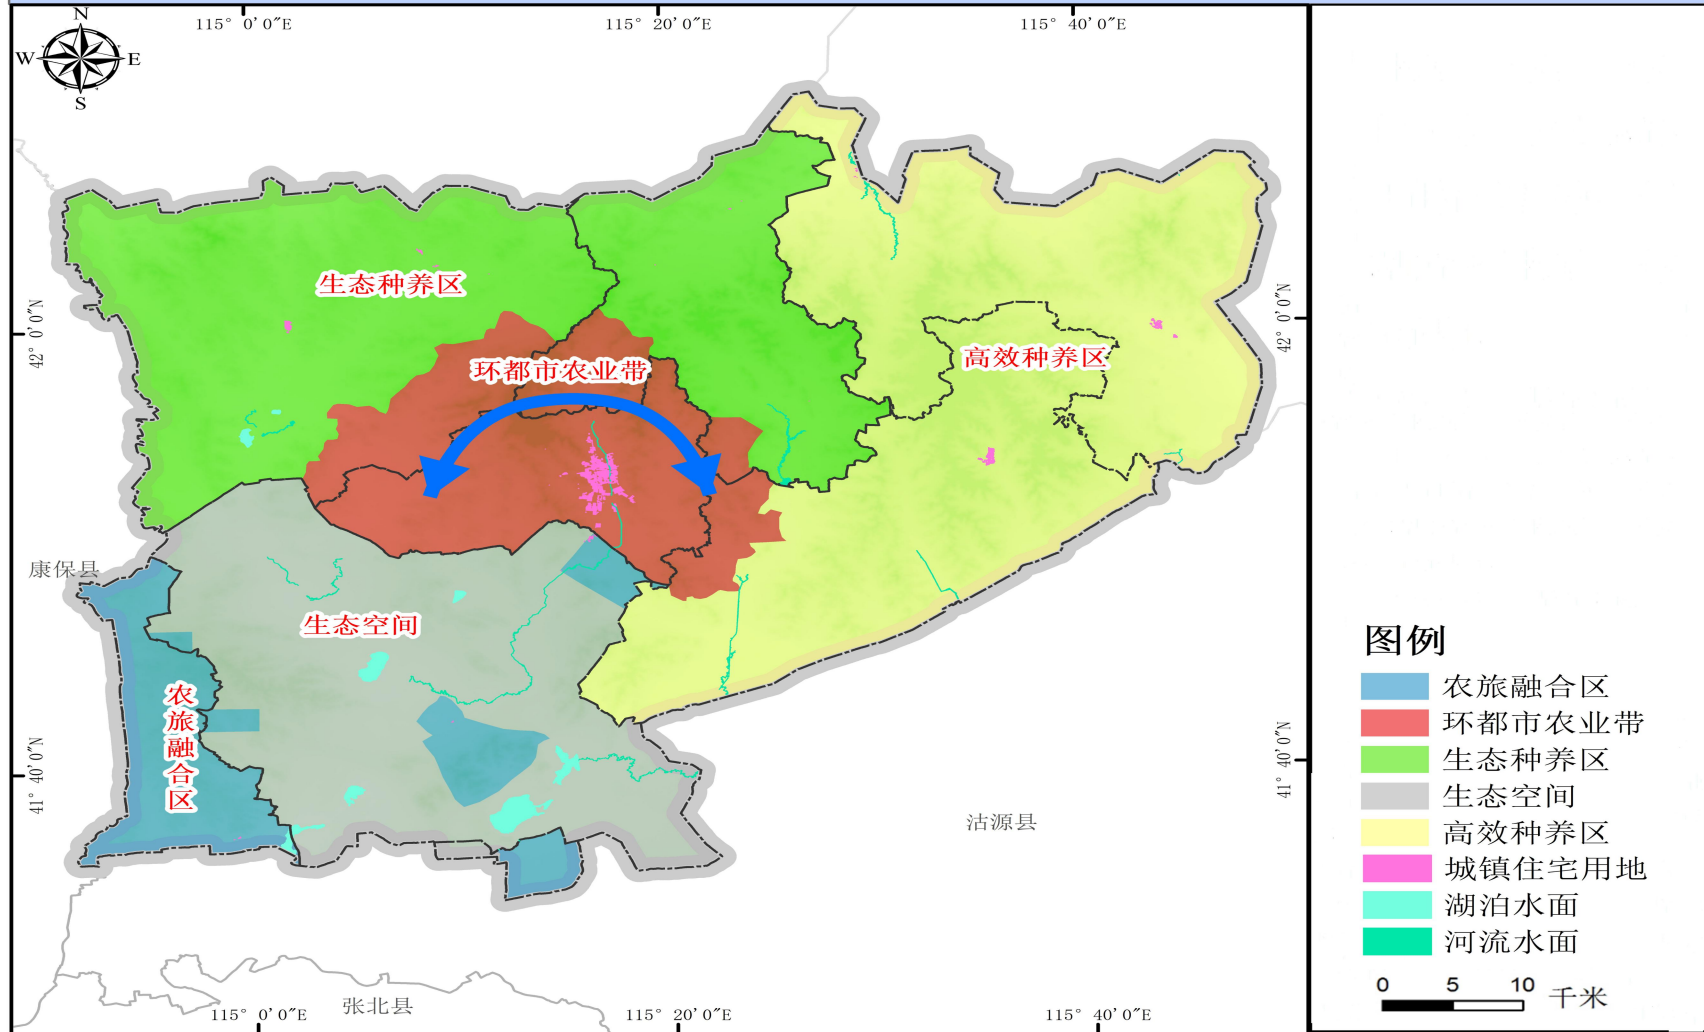 N
W E
S
115° 0′0″E
115° 20′0″E
115° 40′0″E
42° 0′0″N
42° 0′0″N
生态种养区
环都市农业带
高效种养区
康保县
生态空间
农旅融合区
41° 40′0″N
41° 40′0″N
沽源县
张北县
115° 0′0″E
115° 20′0″E
115° 40′0″E
图例
农旅融合区
环都市农业带
生态种养区
生态空间
高效种养区
城镇住宅用地
湖泊水面
河流水面
0 5 10 千米